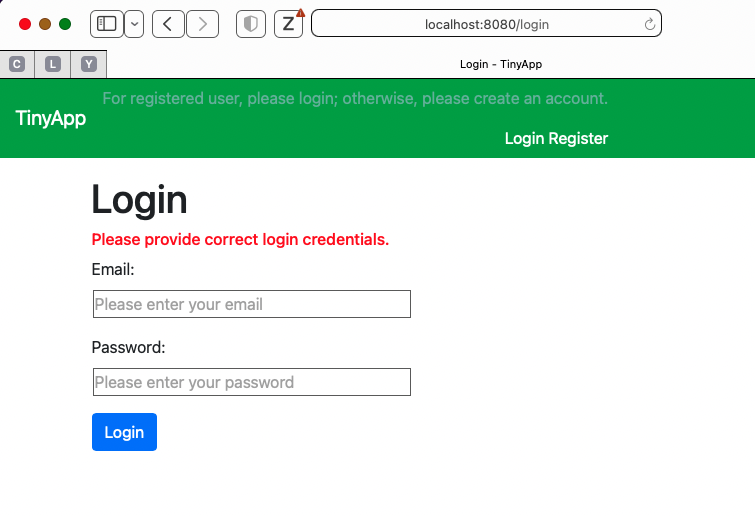 localhost:8080/login
C L Y
Login - TinyApp
For registered user, please login; otherwise, please create an account.
TinyApp
Login Register
Login
Please provide correct login credentials.
Email:
Please enter your email
Password:
Please enter your password
Login